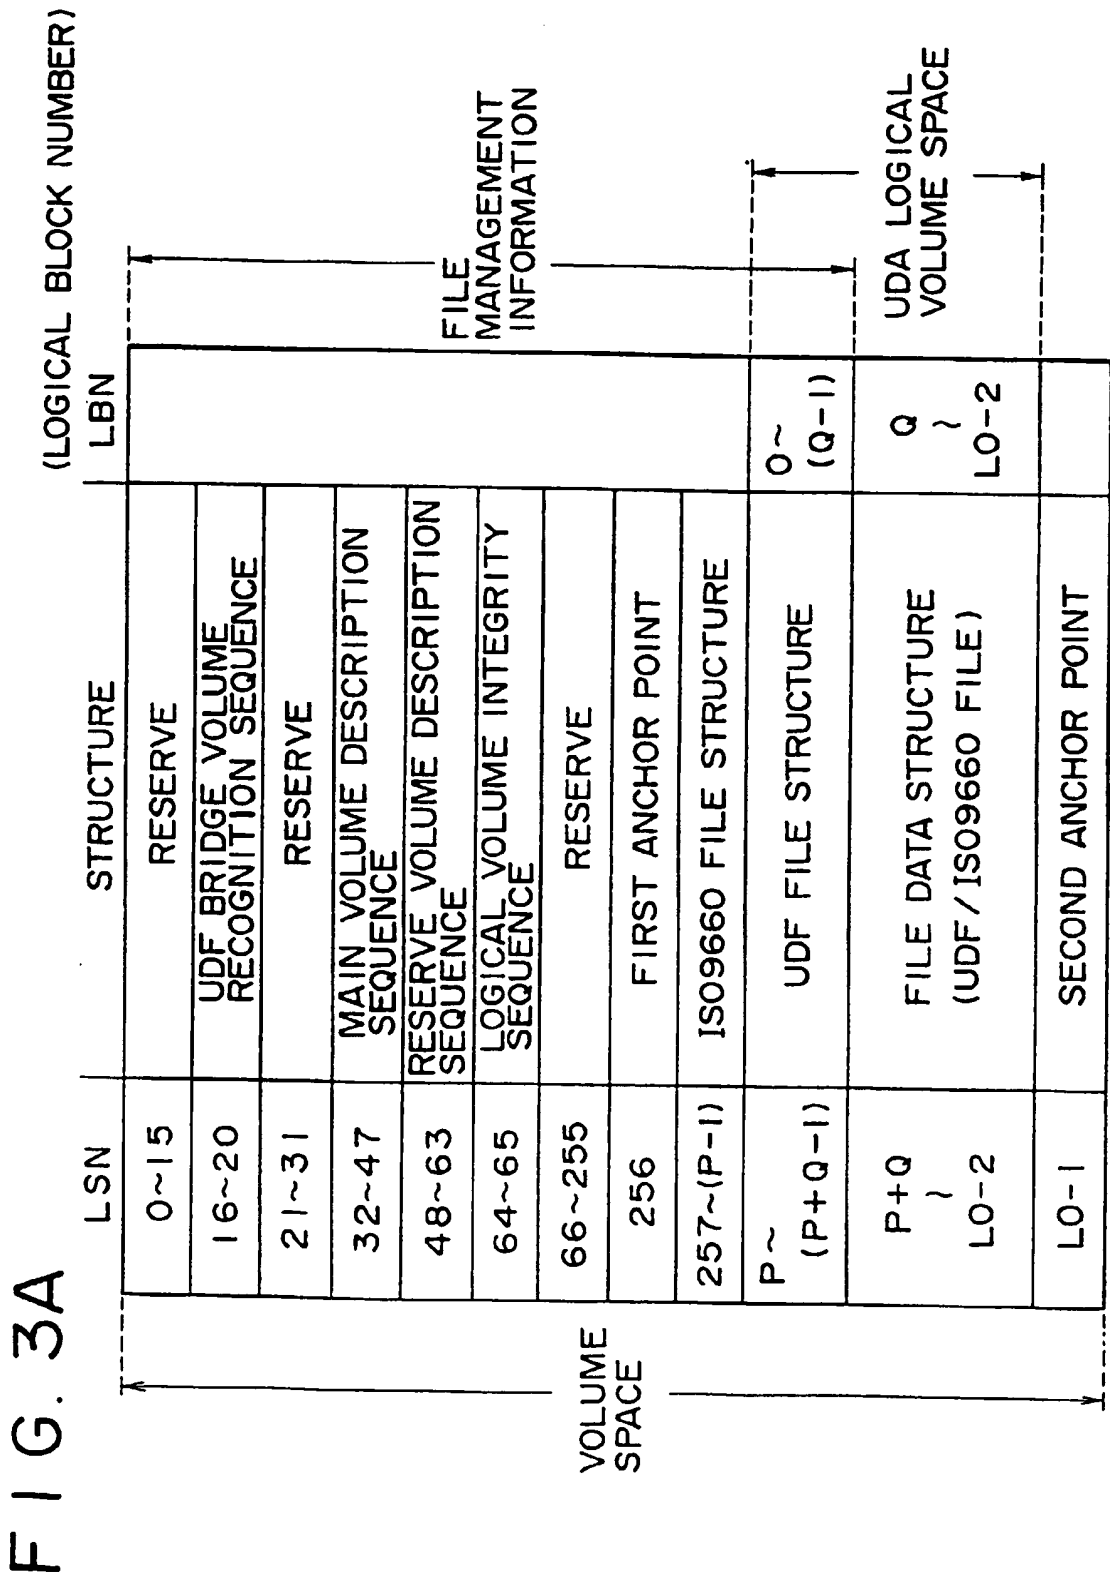 FIG. 3A
(LOGICAL BLOCK NUMBER)
LSN STRUCTURE LBN
0~15 RESERVE
16~20 UDF BRIDGE VOLUME
RECOGNITION SEQUENCE
21~31 RESERVE
32~47 MAIN VOLUME DESCRIPTION
SEQUENCE
48~63 RESERVE VOLUME DESCRIPTION
SEQUENCE
64~65 LOGICAL VOLUME INTEGRITY
SEQUENCE
66~255 RESERVE
256 FIRST ANCHOR POINT
257~(P-1) ISO9660 FILE STRUCTURE
P~
(P+Q-1)
UDF FILE STRUCTURE
0~
(Q-1)
P+Q
~
LO-2
FILE DATA STRUCTURE
(UDF/ISO9660 FILE)
Q
~
LO-2
LO-1 SECOND ANCHOR POINT
VOLUME
SPACE
FILE
MANAGEMENT
INFORMATION
UDA LOGICAL
VOLUME SPACE